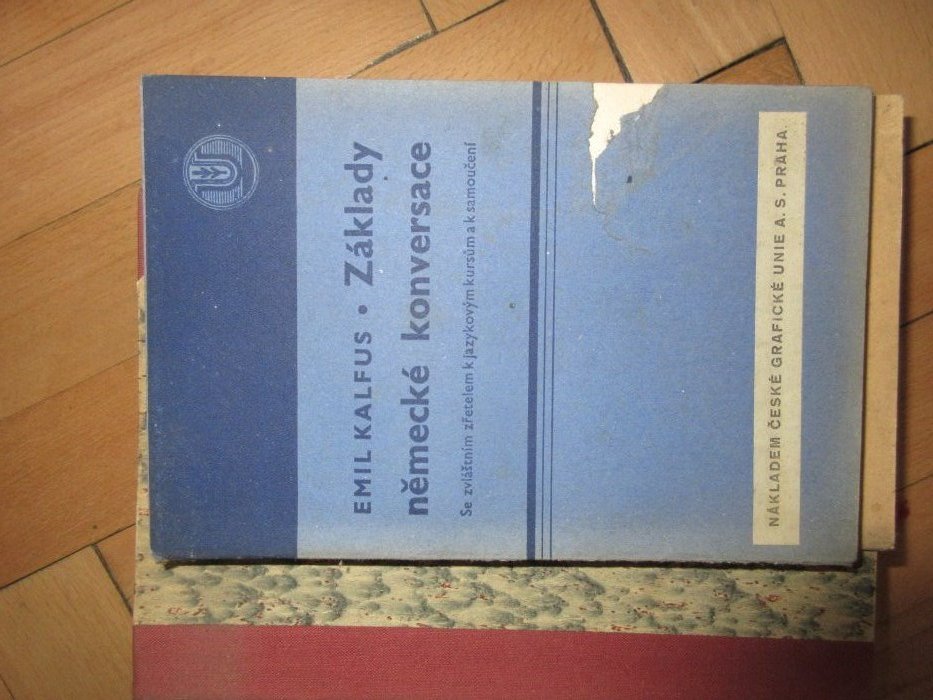 U
EMIL KALFUS • Základy
německé konversace
Se zvláštním zřetelem k jazykovým kursům a k samoučení
NÁKLADEM ČESKÉ GRAFICKÉ UNIE A. S. PRAHA.